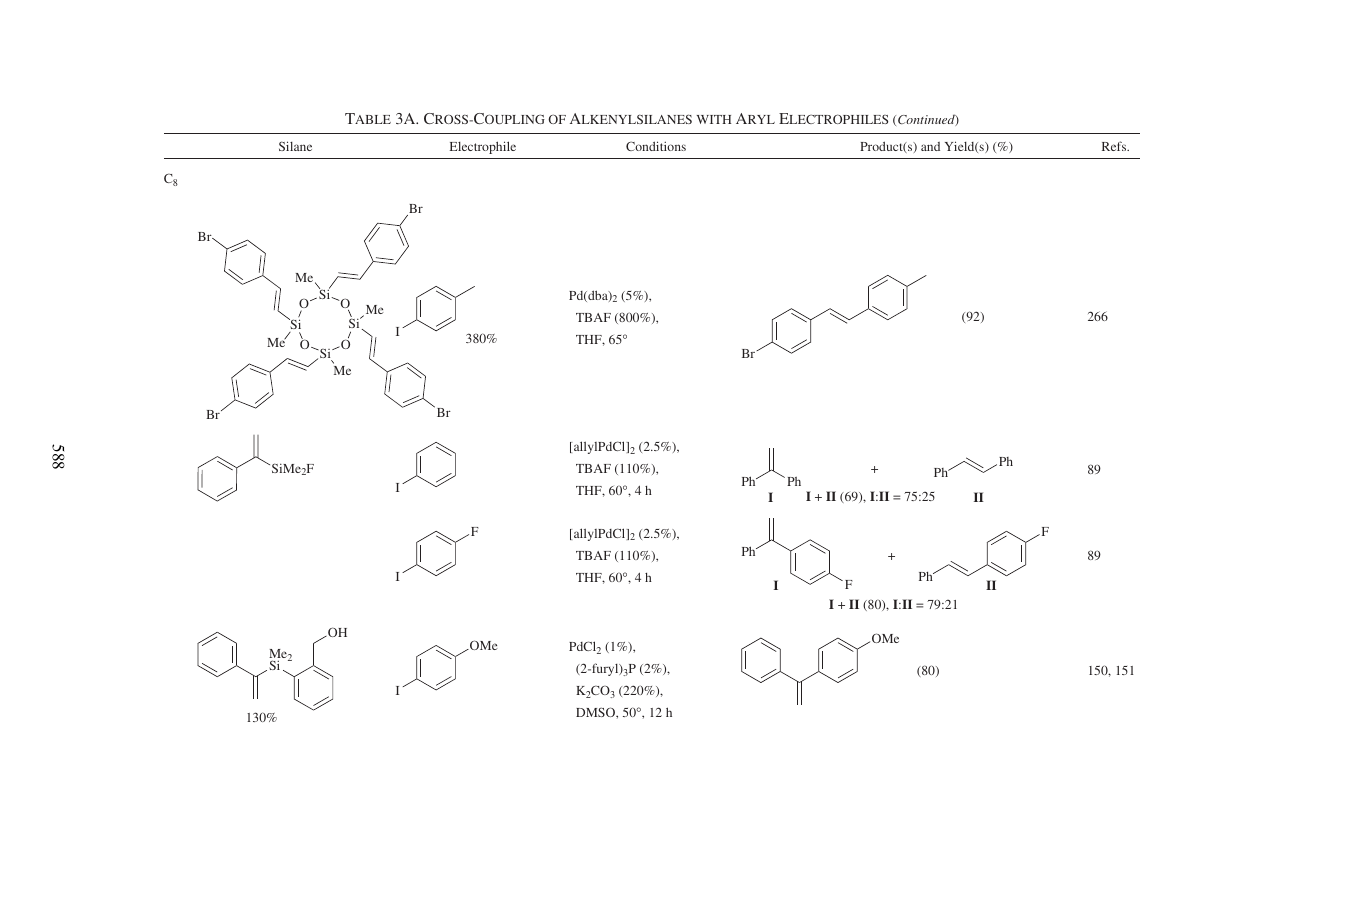 TABLE 3A. CROSS-COUPLING OF ALKENYLSILANES WITH ARYL ELECTROPHILES (Continued)
Silane Electrophile Conditions Product(s) and Yield(s) (%) Refs.
C8
Br
Br
Me
Si
O O
Me
Si Si
Me
O O
Si
Me
Br
Br
I
380%
Pd(dba)2 (5%),
TBAF (800%),
THF, 65°
Br
(92)
266
SiMe2F
I
[allylPdCl]2 (2.5%),
TBAF (110%),
THF, 60°, 4 h
Ph Ph + Ph Ph
I I + II (69), I:II = 75:25 II
89
F
I
[allylPdCl]2 (2.5%),
TBAF (110%),
THF, 60°, 4 h
Ph
F
I
+
Ph
F
II
I + II (80), I:II = 79:21
89
OH
Me2
Si
130%
OMe
I
PdCl2 (1%),
(2-furyl)3P (2%),
K2CO3 (220%),
DMSO, 50°, 12 h
OMe
(80)
150, 151
588